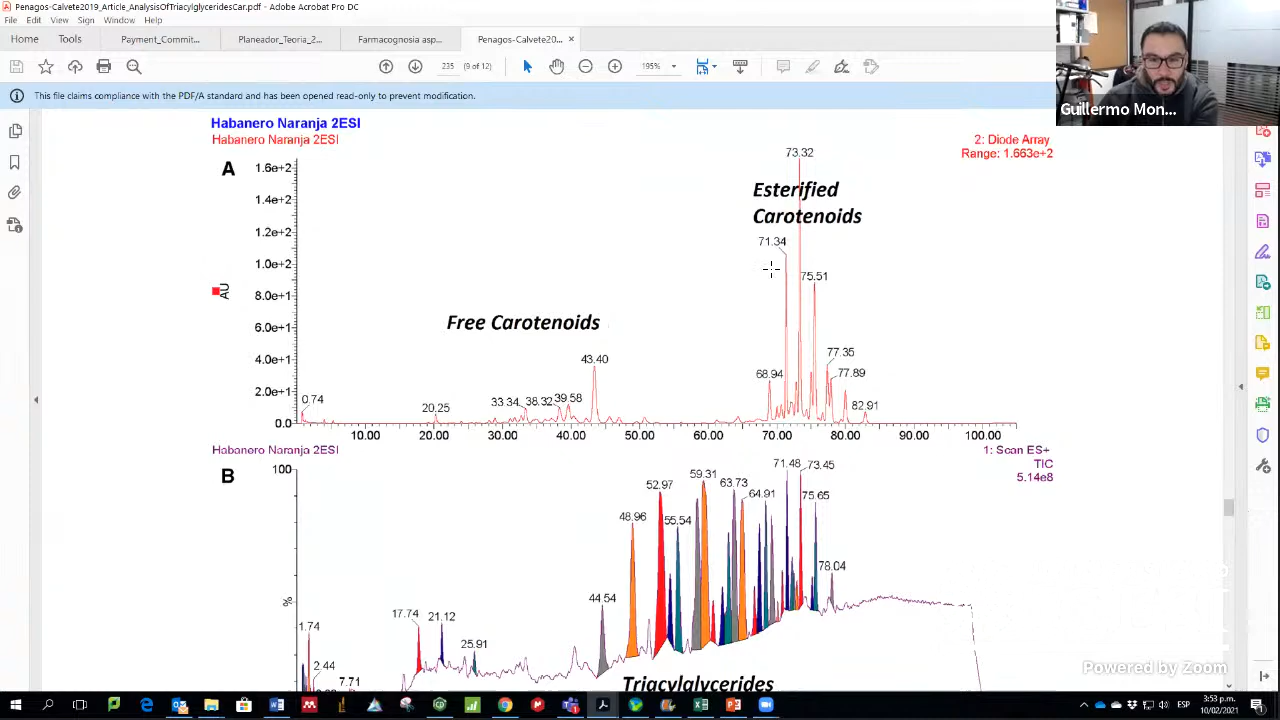 Penagos-Calvete2019_Article_AnalysisOfTriacylglyceridesCar.pdf - Adobe Acrobat Pro DC
File Edit View Sign Window Help
Home Tools Payment_Commit... Planeador_Teoria_2... cognosia asp... Penagos-Calvete20... ×
235 (9 of 12) 195%
This file claims compliance with the PDF/A standard and has been opened read-only
modification.
Guillermo Mon...
Habanero Naranja 2ESI
Habanero Naranja 2ESI
2: Diode Array
Range: 1.663e+2
A
73.32
Esterified
Carotenoids
71.34
75.51
Free Carotenoids
43.40
77.35
68.94
77.89
0.74
20.25
33.34
38.32
39.58
82.91
AU
1.6e+2
1.4e+2
1.2e+2
1.0e+2
8.0e+1
6.0e+1
4.0e+1
2.0e+1
0.0
10.00 20.00 30.00 40.00 50.00 60.00 70.00 80.00 90.00 100.00
Habanero Naranja 2ESI
1: Scan ES+
TIC
5.14e8
B
100
%
1.74
2.44
7.71
17.74
21.12
25.91
44.54
48.96
52.97
55.54
59.31
63.73
64.91
71.48
73.45
75.65
78.04
Triacylalycerides
Powered by Zoom
ESP
3:53 p.m.
10/02/2021